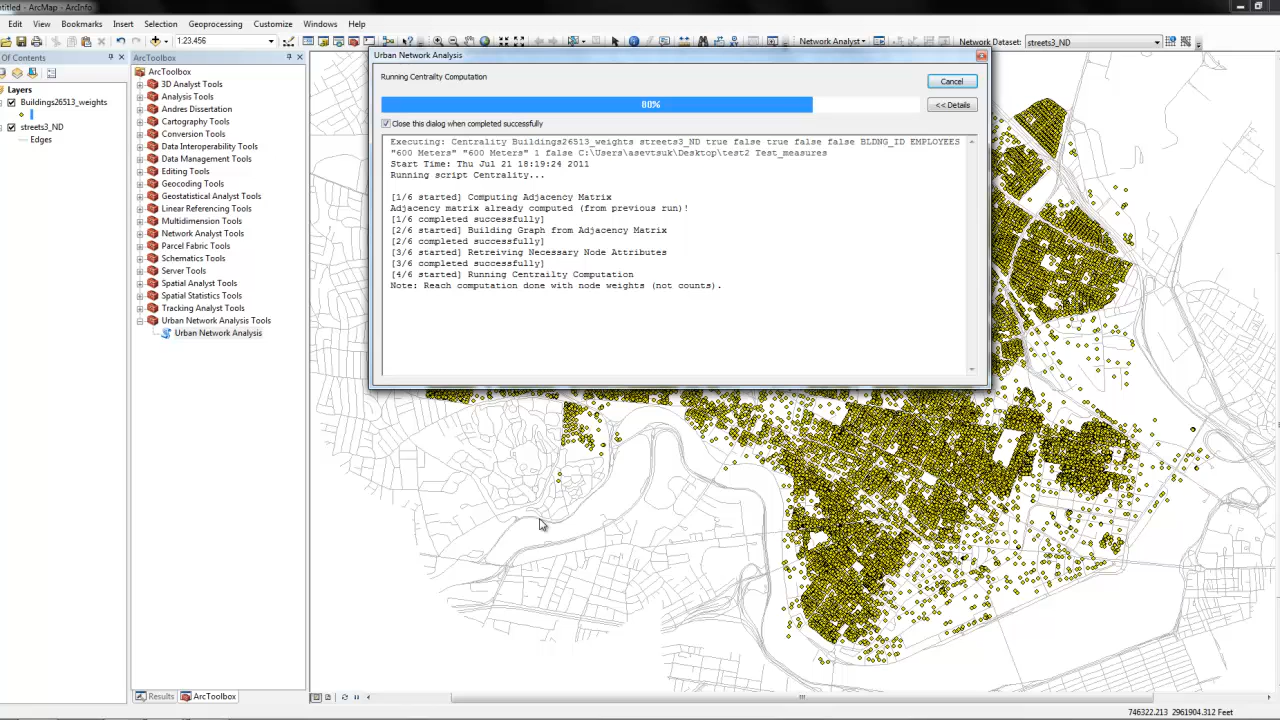 ntitled - ArcMap - ArcInfo
Edit View Bookmarks Insert Selection Geoprocessing Customize Windows Help
1:23,456
Network Analyst
Network Dataset: streets3_ND
Of Contents
Layers
Buildings26513_weights
streets3_ND
Edges
ArcToolbox
ArcToolbox
3D Analyst Tools
Analysis Tools
Andres Dissertation
Cartography Tools
Conversion Tools
Data Interoperability Tools
Data Management Tools
Editing Tools
Geocoding Tools
Geostatistical Analyst Tools
Linear Referencing Tools
Multidimension Tools
Network Analyst Tools
Parcel Fabric Tools
Schematics Tools
Server Tools
Spatial Analyst Tools
Spatial Statistics Tools
Tracking Analyst Tools
Urban Network Analysis Tools
Urban Network Analysis
Urban Network Analysis
Running Centrality Computation
Cancel
80%
<< Details
Close this dialog when completed successfully
Executing: Centrality Buildings26513_weights streets3_ND true false true false false BLDNG_ID EMPLOYEES
"600 Meters" "600 Meters" 1 false C:\Users\asevtsuk\Desktop\test2 Test_measures
Start Time: Thu Jul 21 18:19:24 2011
Running script Centrality...
[1/6 started] Computing Adjacency Matrix
Adjacency matrix already computed (from previous run)!
[1/6 completed successfully]
[2/6 started] Building Graph from Adjacency Matrix
[2/6 completed successfully]
[3/6 started] Retreiving Necessary Node Attributes
[3/6 completed successfully]
[4/6 started] Running Centrailty Computation
Note: Reach computation done with node weights (not counts).
Results ArcToolbox
746322.213 2961904.312 Feet